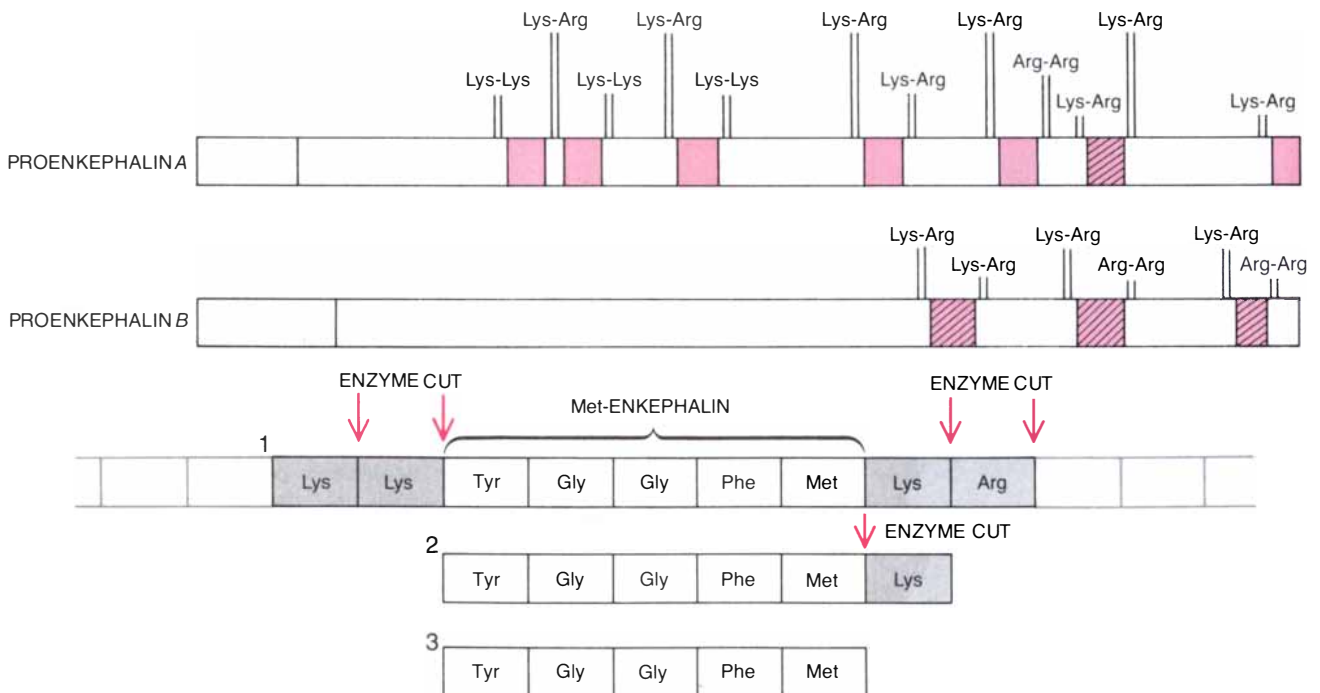 Lys-Arg Lys-Arg Lys-Arg Lys-Arg Lys-Arg
Arg-Arg
Lys-Lys Lys-Lys Lys-Lys Lys-Arg
Lys-Arg Lys-Arg
PROENKEPHALIN A
Lys-Arg Lys-Arg Lys-Arg
Lys-Arg Arg-Arg Arg-Arg
PROENKEPHALIN B
ENZYME CUT ENZYME CUT
Met-ENKEPHALIN
1
Lys Lys Tyr Gly Gly Phe Met Lys Arg
ENZYME CUT
2
Tyr Gly Gly Phe Met Lys
3
Tyr Gly Gly Phe Met